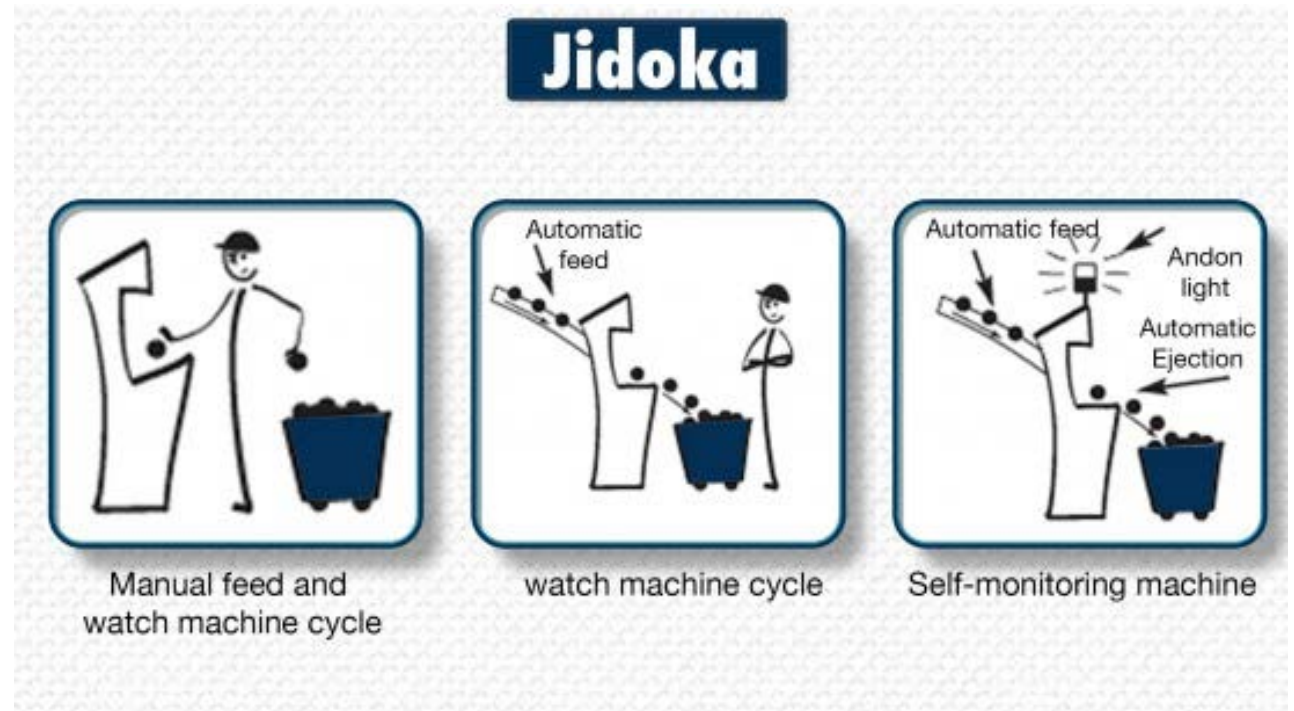 Jidoka
Automatic
feed
Automatic feed
Andon
light
Automatic
Ejection
Manual feed and
watch machine cycle
watch machine cycle
Self-monitoring machine